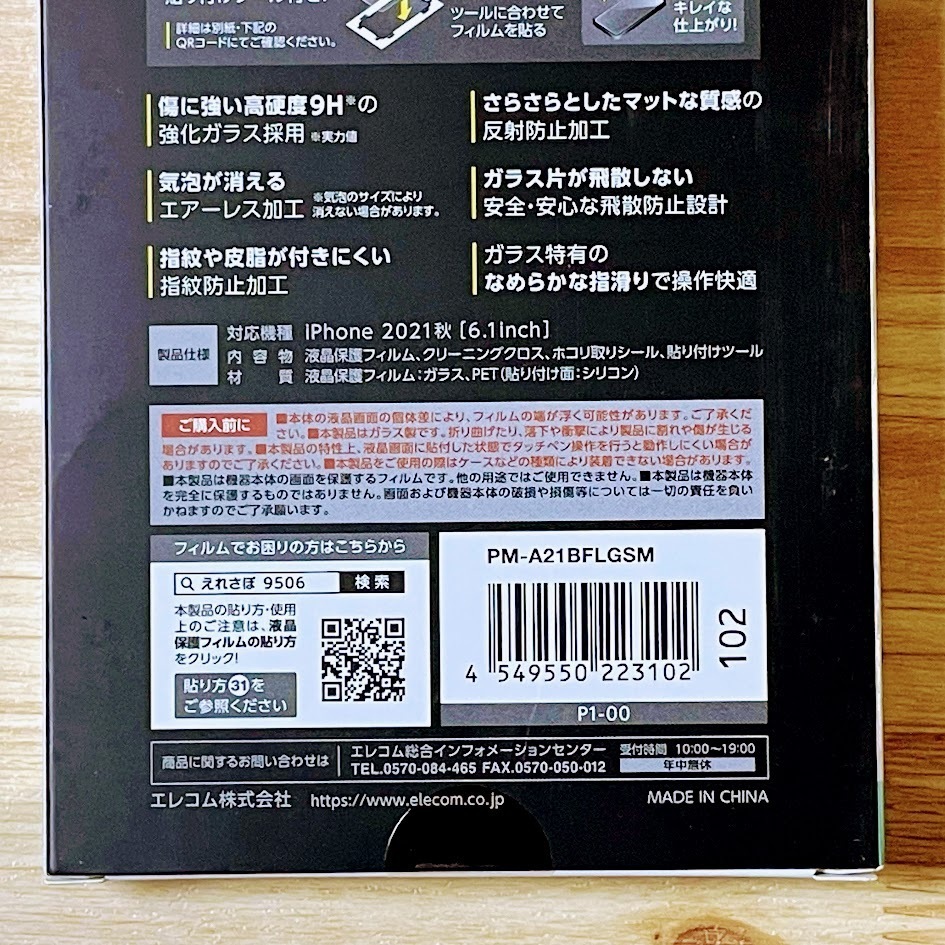 詳細は別紙・下記の
QRコードにてご確認ください。
ツールに合わせて
フィルムを貼る
キレイな
仕上がり!
傷に強い高硬度9H※の
強化ガラス採用 ※実力値
さらさらとしたマットな質感の
反射防止加工
気泡が消える
エアーレス加工 ※気泡のサイズにより
消えない場合があります。
ガラス片が飛散しない
安全・安心な飛散防止設計
指紋や皮脂が付きにくい
指紋防止加工
ガラス特有の
なめらかな指滑りで操作快適
製品仕様
対応機種 iPhone 2021秋 [6.1inch]
内容物 液晶保護フィルム、クリーニングクロス、ホコリ取りシール、貼り付けツール
材質 液晶保護フィルム:ガラス、PET(貼り付け面:シリコン)
ご購入前に ■本体の液晶画面の個体差により、フィルムの端が浮く可能性があります。ご了承くだ
さい。■本製品はガラス製です。折り曲げたり、落下や衝撃により製品に割れや傷が生じる
場合があります。■本製品の特性上、液晶画面に貼付した状態でタッチペン操作を行うと動作しにくい場合が
ありますのでご了承ください。■本製品をご使用の際はケースなどの種類により装着できない場合があります。
■本製品は機器本体の画面を保護するフィルムです。他の用途ではご使用できません。■本製品は機器本体
を完全に保護するものではありません。画面および機器本体の破損や損傷等については一切の責任を負い
かねますのでご了承願います。
フィルムでお困りの方はこちらから
えれさぽ 9506 検索
本製品の貼り方・使用
上のご注意は、液晶
保護フィルムの貼り方
をクリック!
貼り方31を
ご参照ください
PM-A21BFLGSM
4 549550 223102
102
P1-00
商品に関するお問い合わせは
エレコム総合インフォメーションセンター 受付時間 10:00〜19:00
TEL.0570-084-465 FAX.0570-050-012 年中無休
エレコム株式会社 https://www.elecom.co.jp MADE IN CHINA